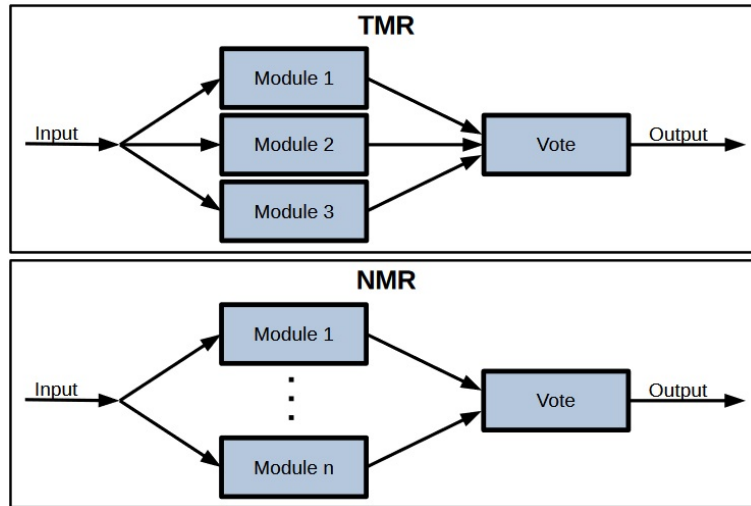 TMR
Module 1
Input
Module 2
Vote
Output
Module 3
NMR
Module 1
Input
Vote
Output
Module n